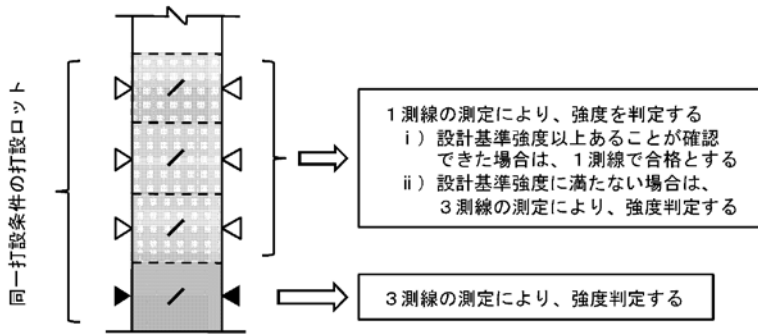 同一打設条件の打設ロット
１測線の測定により、強度を判定する
ⅰ）設計基準強度以上あることが確認
できた場合は、１測線で合格とする
ⅱ）設計基準強度に満たない場合は、
３測線の測定により、強度判定する
３測線の測定により、強度判定する